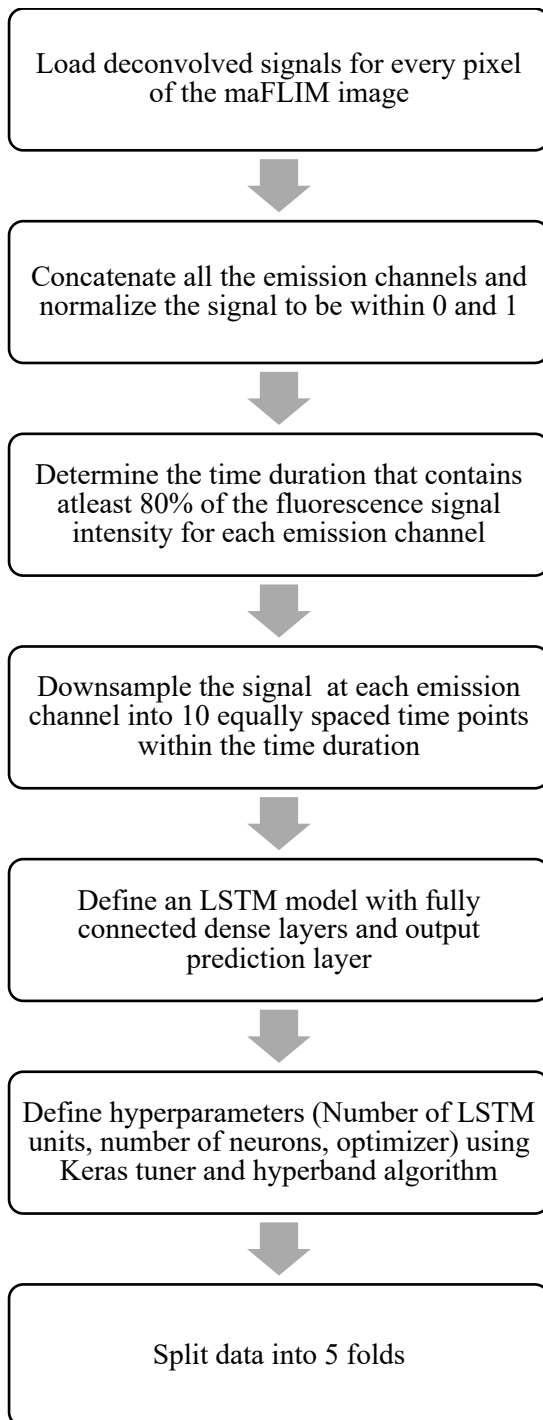 Load deconvolved signals for every pixel
of the maFLIM image
Concatenate all the emission channels and
normalize the signal to be within 0 and 1
Determine the time duration that contains
atleast 80% of the fluorescence signal
intensity for each emission channel
Downsample the signal  at each emission
channel into 10 equally spaced time points
within the time duration
Define an LSTM model with fully
connected dense layers and output
prediction layer
Define hyperparameters (Number of LSTM
units, number of neurons, optimizer) using
Keras tuner and hyperband algorithm
Split data into 5 folds